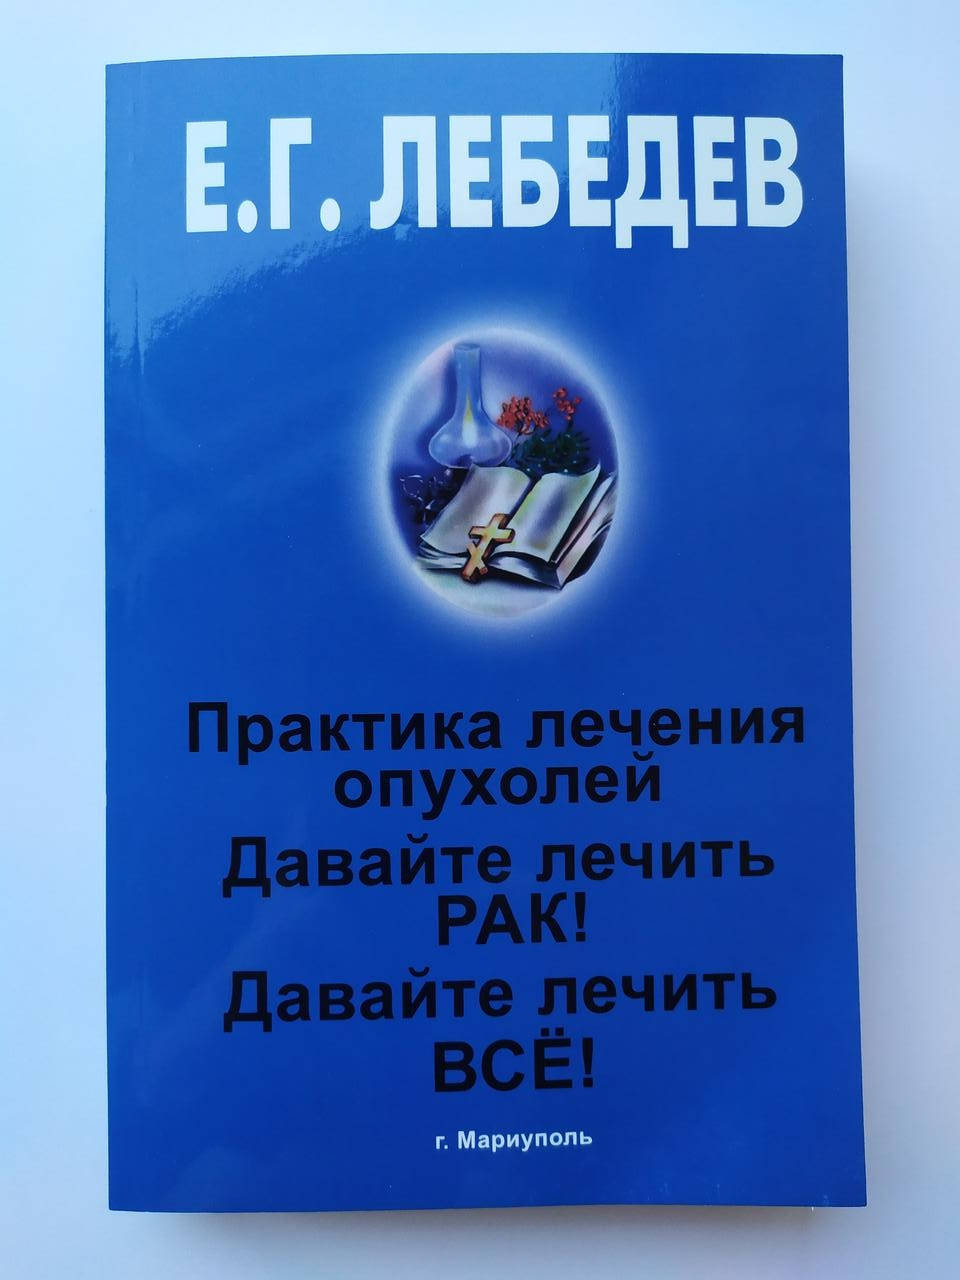 Е.Г. ЛЕБЕДЕВ
Практика лечения
опухолей
Давайте лечить
РАК!
Давайте лечить
ВСЁ!
г. Мариуполь